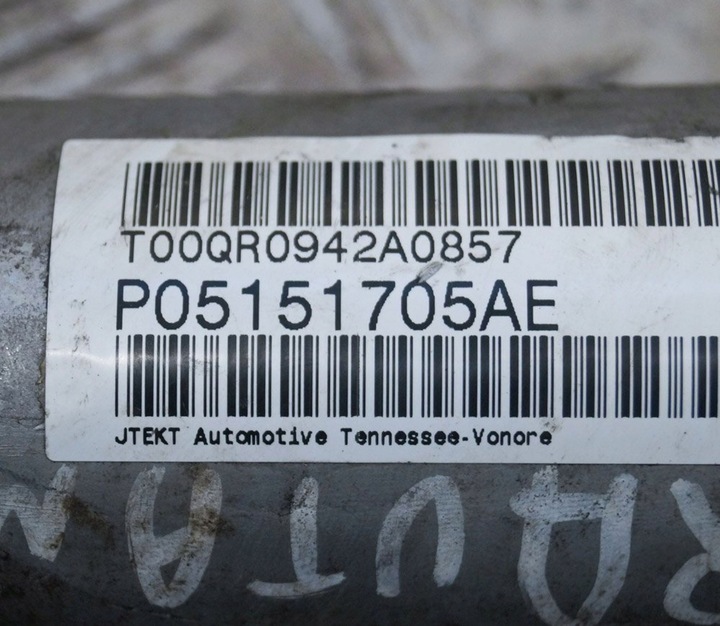 T00QR0942A0857
P05151705AE
JTEKT Automotive Tennessee-Vonore